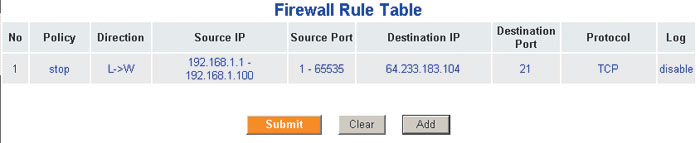 Firewall Rule Table
No Policy Direction Source IP Source Port Destination IP Destination Port Protocol Log
1 stop L->W 192.168.1.1 - 192.168.1.100 1 - 65535 64.233.183.104 21 TCP disable
Submit Clear Add